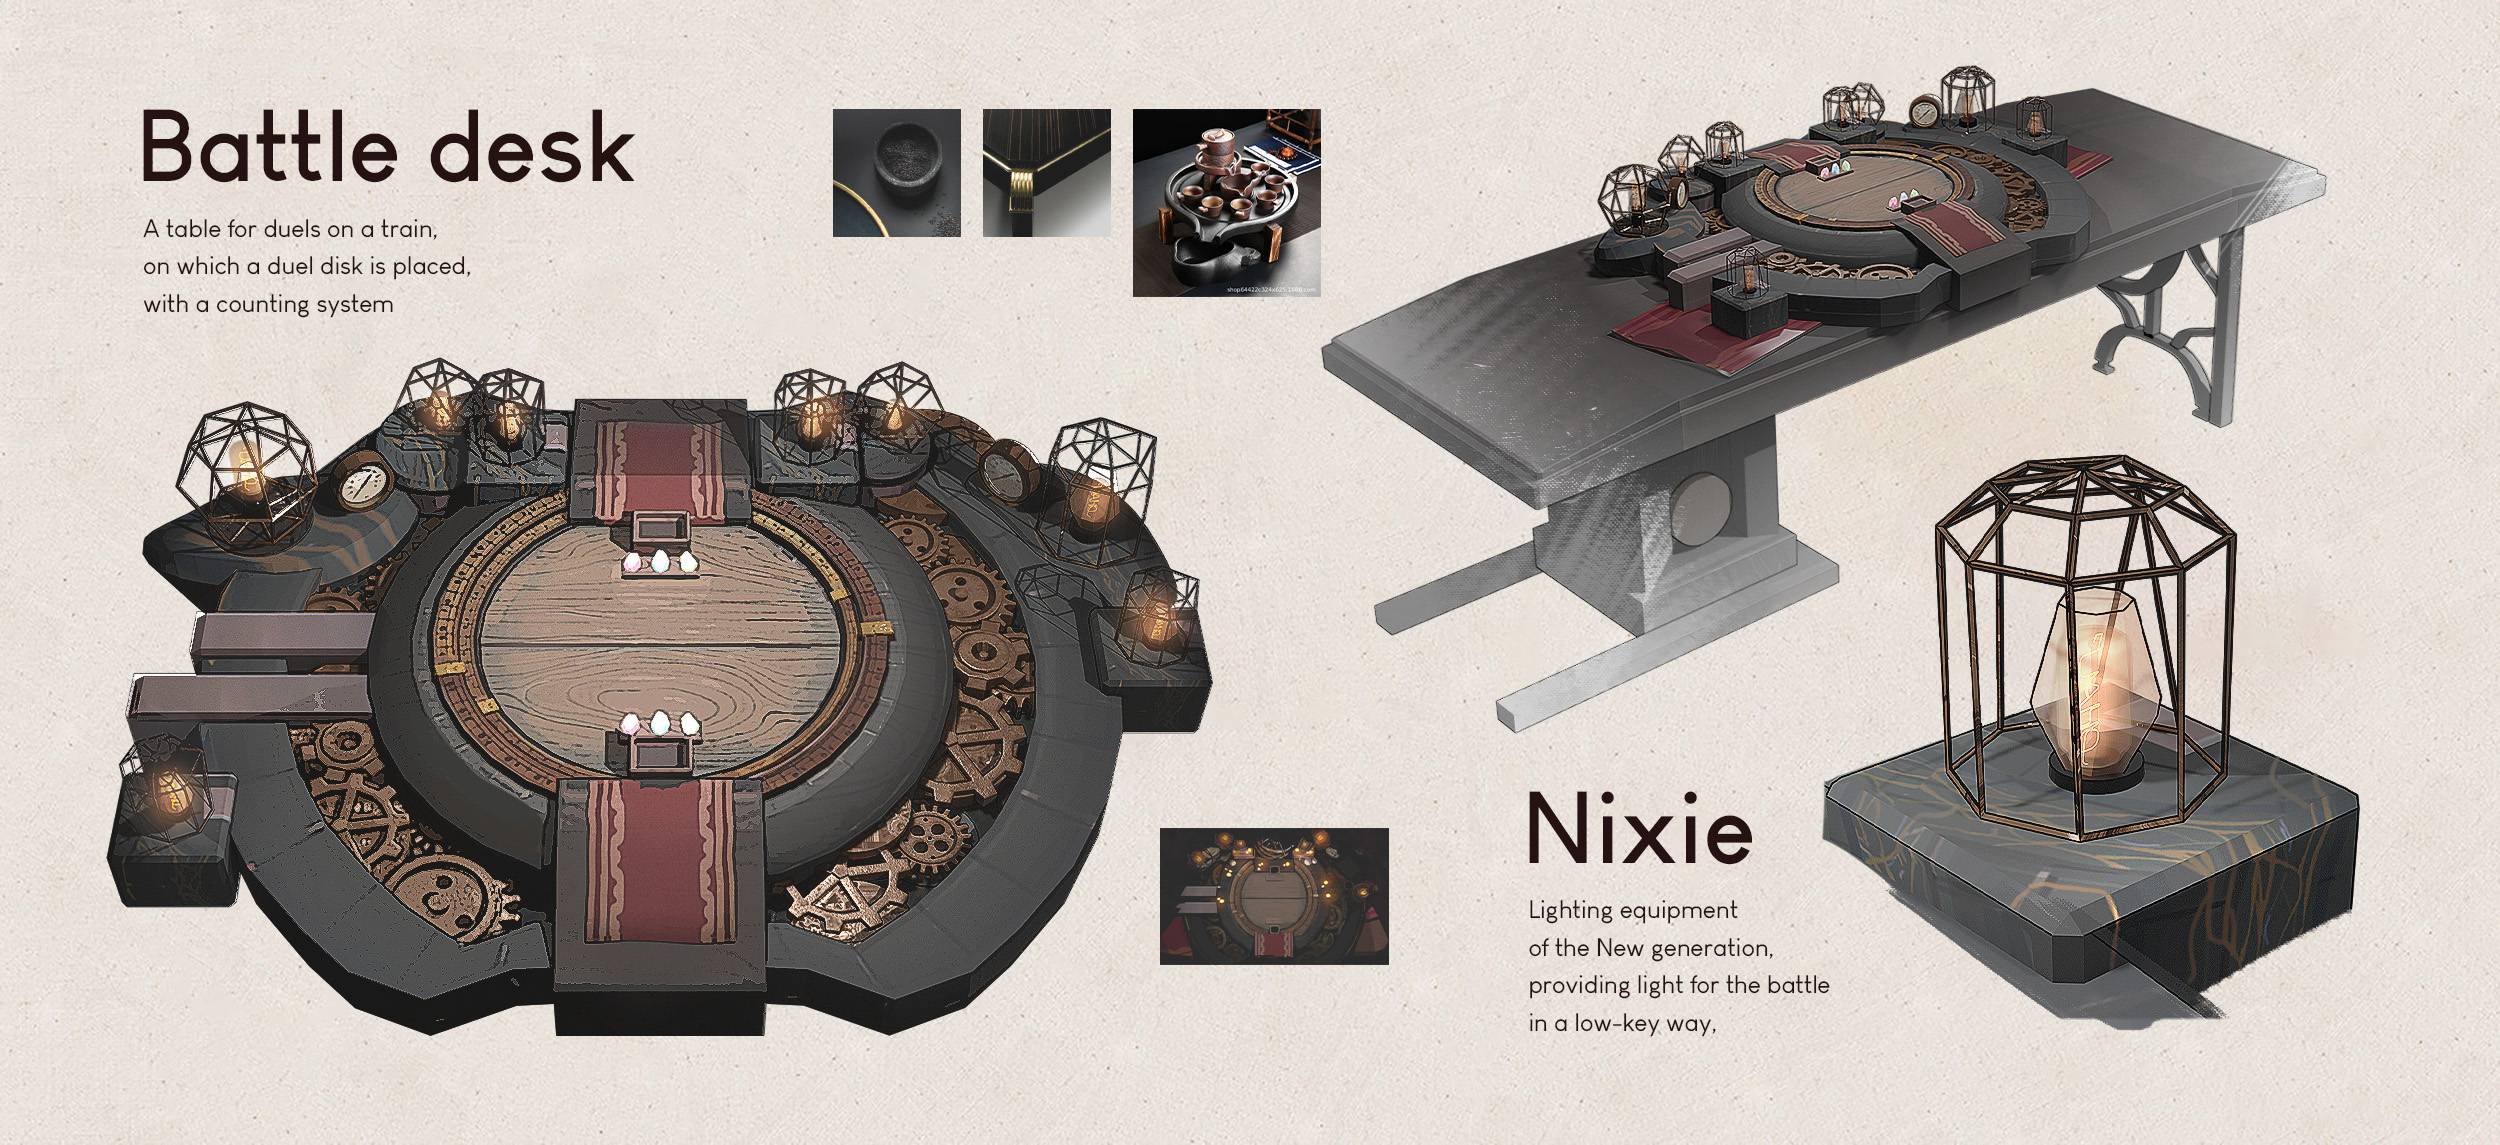 Battle desk
A table for duels on a train,
on which a duel disk is placed,
with a counting system
Nixie
Lighting equipment
of the New generation,
providing light for the battle
in a low-key way,